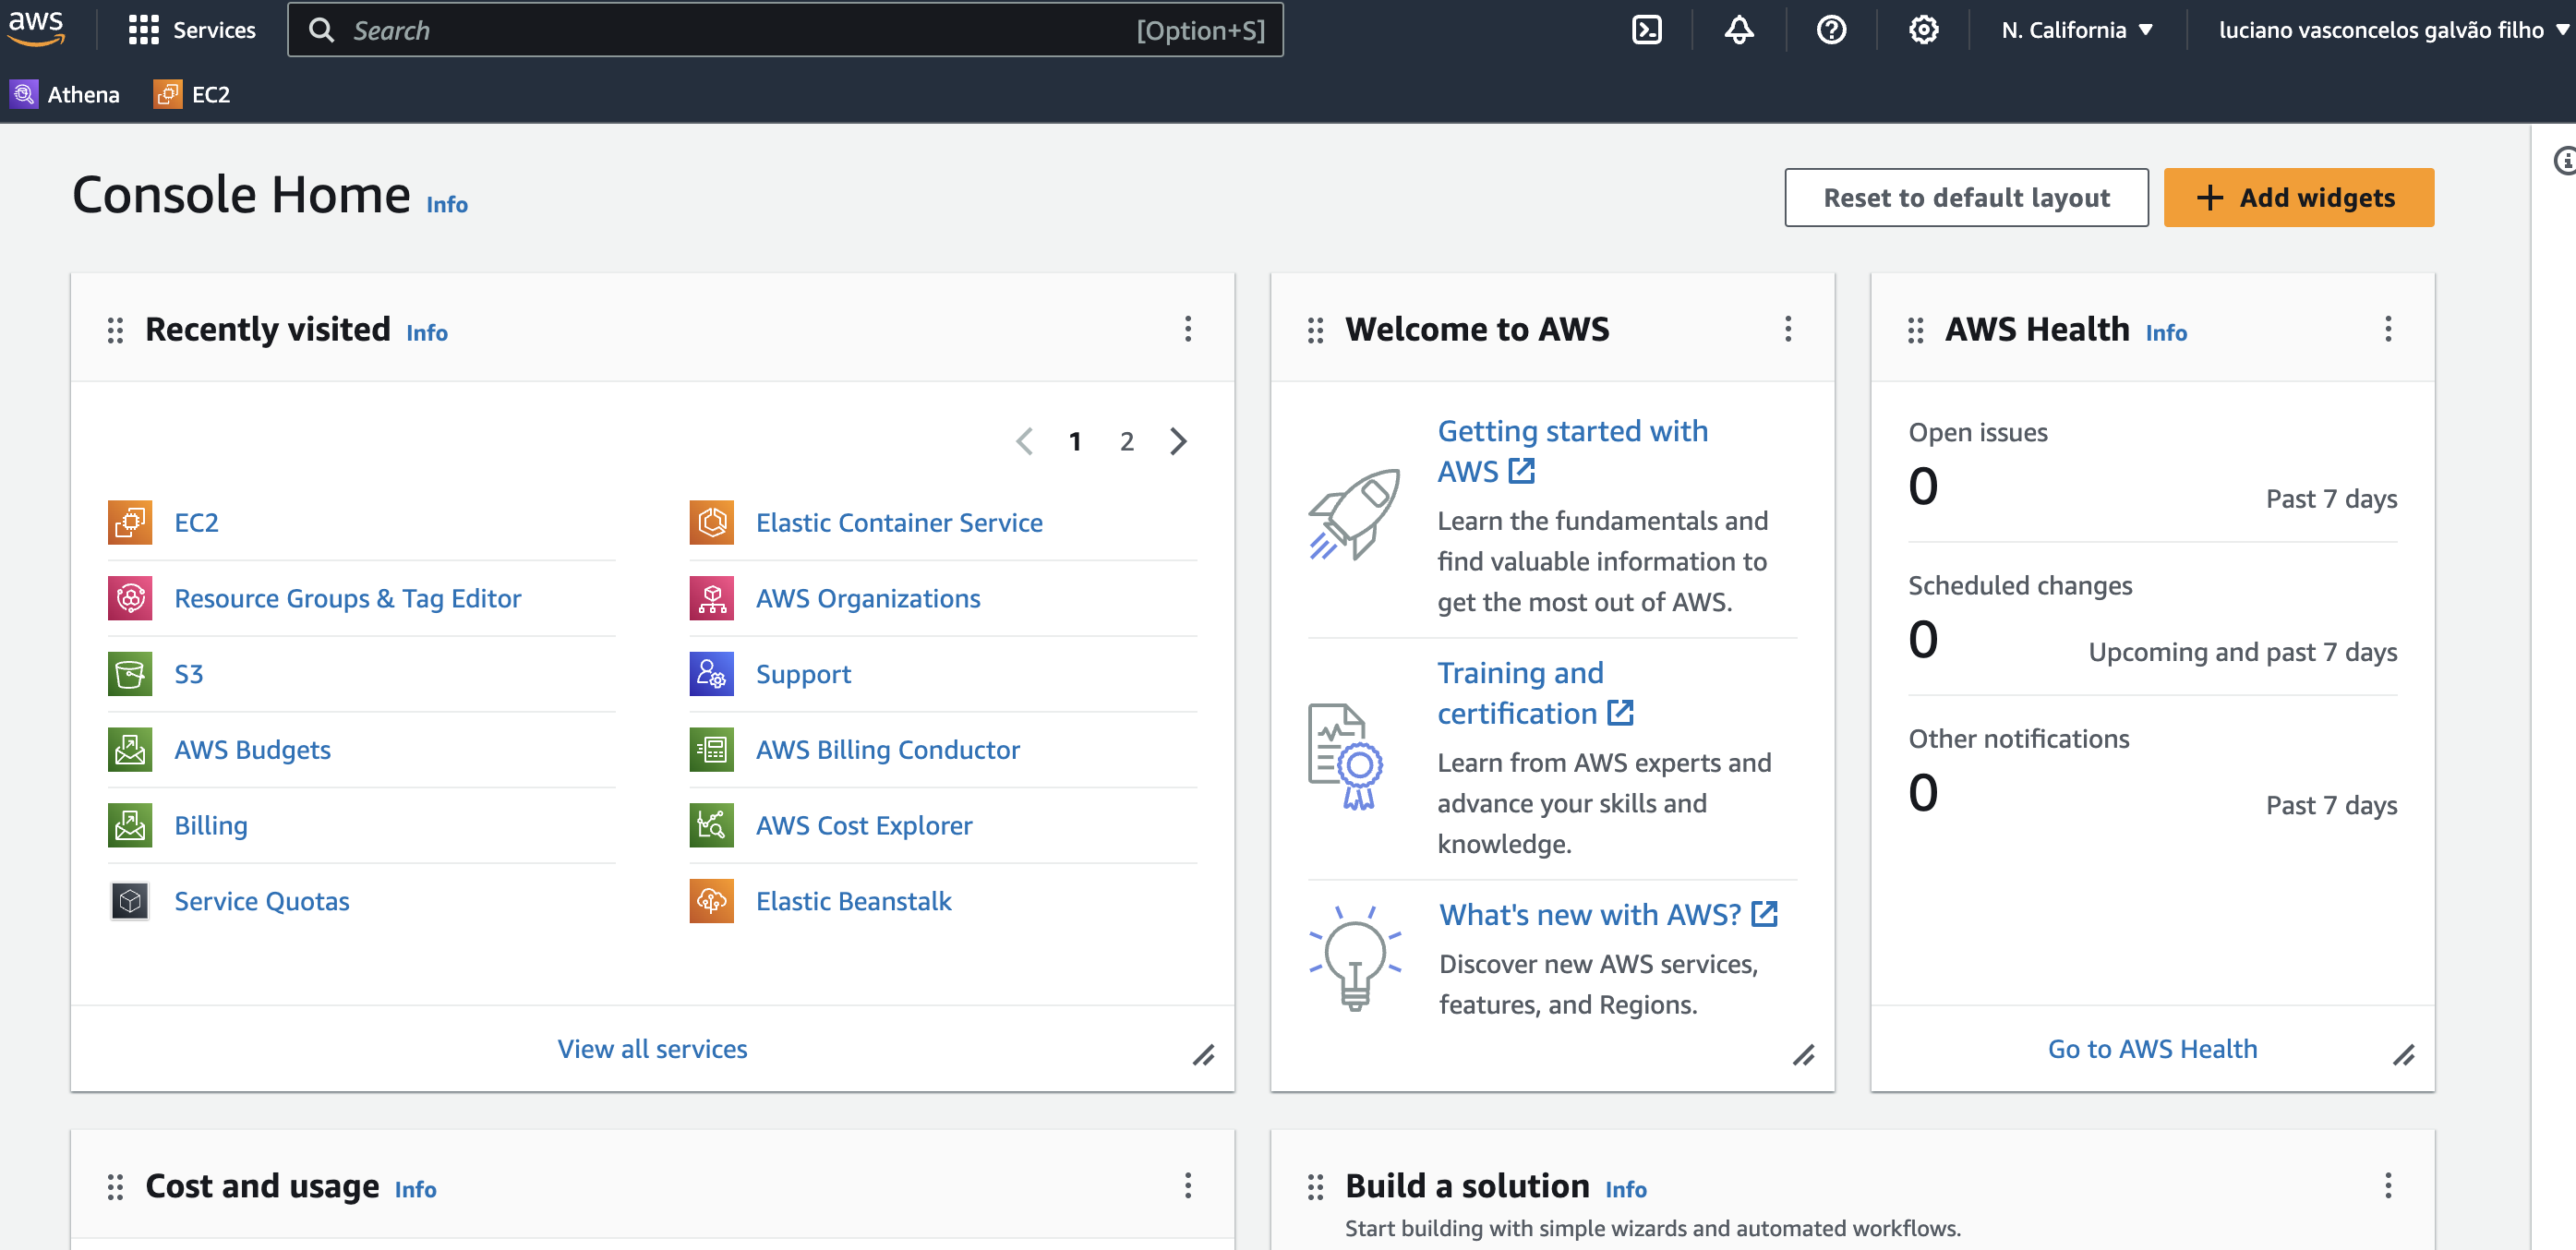 aws
Services
Search
[Option+S]
N. California
luciano vasconcelos galvão filho
Athena
EC2
Console Home Info
Reset to default layout
+ Add widgets
Recently visited Info
1
2
EC2
Resource Groups & Tag Editor
S3
AWS Budgets
Billing
Service Quotas
Elastic Container Service
AWS Organizations
Support
AWS Billing Conductor
AWS Cost Explorer
Elastic Beanstalk
View all services
Welcome to AWS
Getting started with
AWS
Learn the fundamentals and
find valuable information to
get the most out of AWS.
Training and
certification
Learn from AWS experts and
advance your skills and
knowledge.
What's new with AWS?
Discover new AWS services,
features, and Regions.
AWS Health Info
Open issues
0
Past 7 days
Scheduled changes
0
Upcoming and past 7 days
Other notifications
0
Past 7 days
Go to AWS Health
Cost and usage Info
Build a solution Info
Start building with simple wizards and automated workflows.